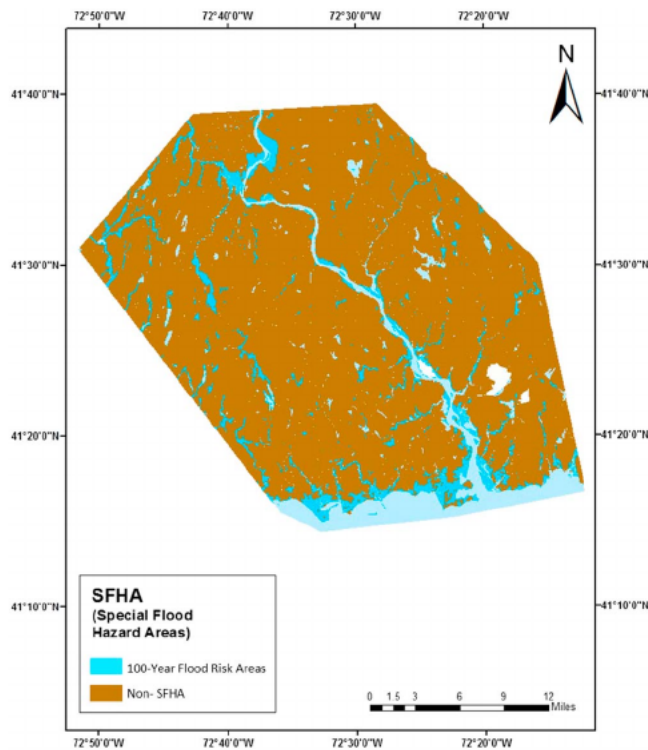 72°50'0"W 72°40'0"W 72°30'0"W 72°20'0"W
N
41°40'0"N 41°40'0"N
41°30'0"N 41°30'0"N
41°20'0"N 41°20'0"N
41°10'0"N 41°10'0"N
SFHA
(Special Flood
Hazard Areas)
100-Year Flood Risk Areas
Non- SFHA
0 1.5 3 6 9 12
Miles
72°50'0"W 72°40'0"W 72°30'0"W 72°20'0"W